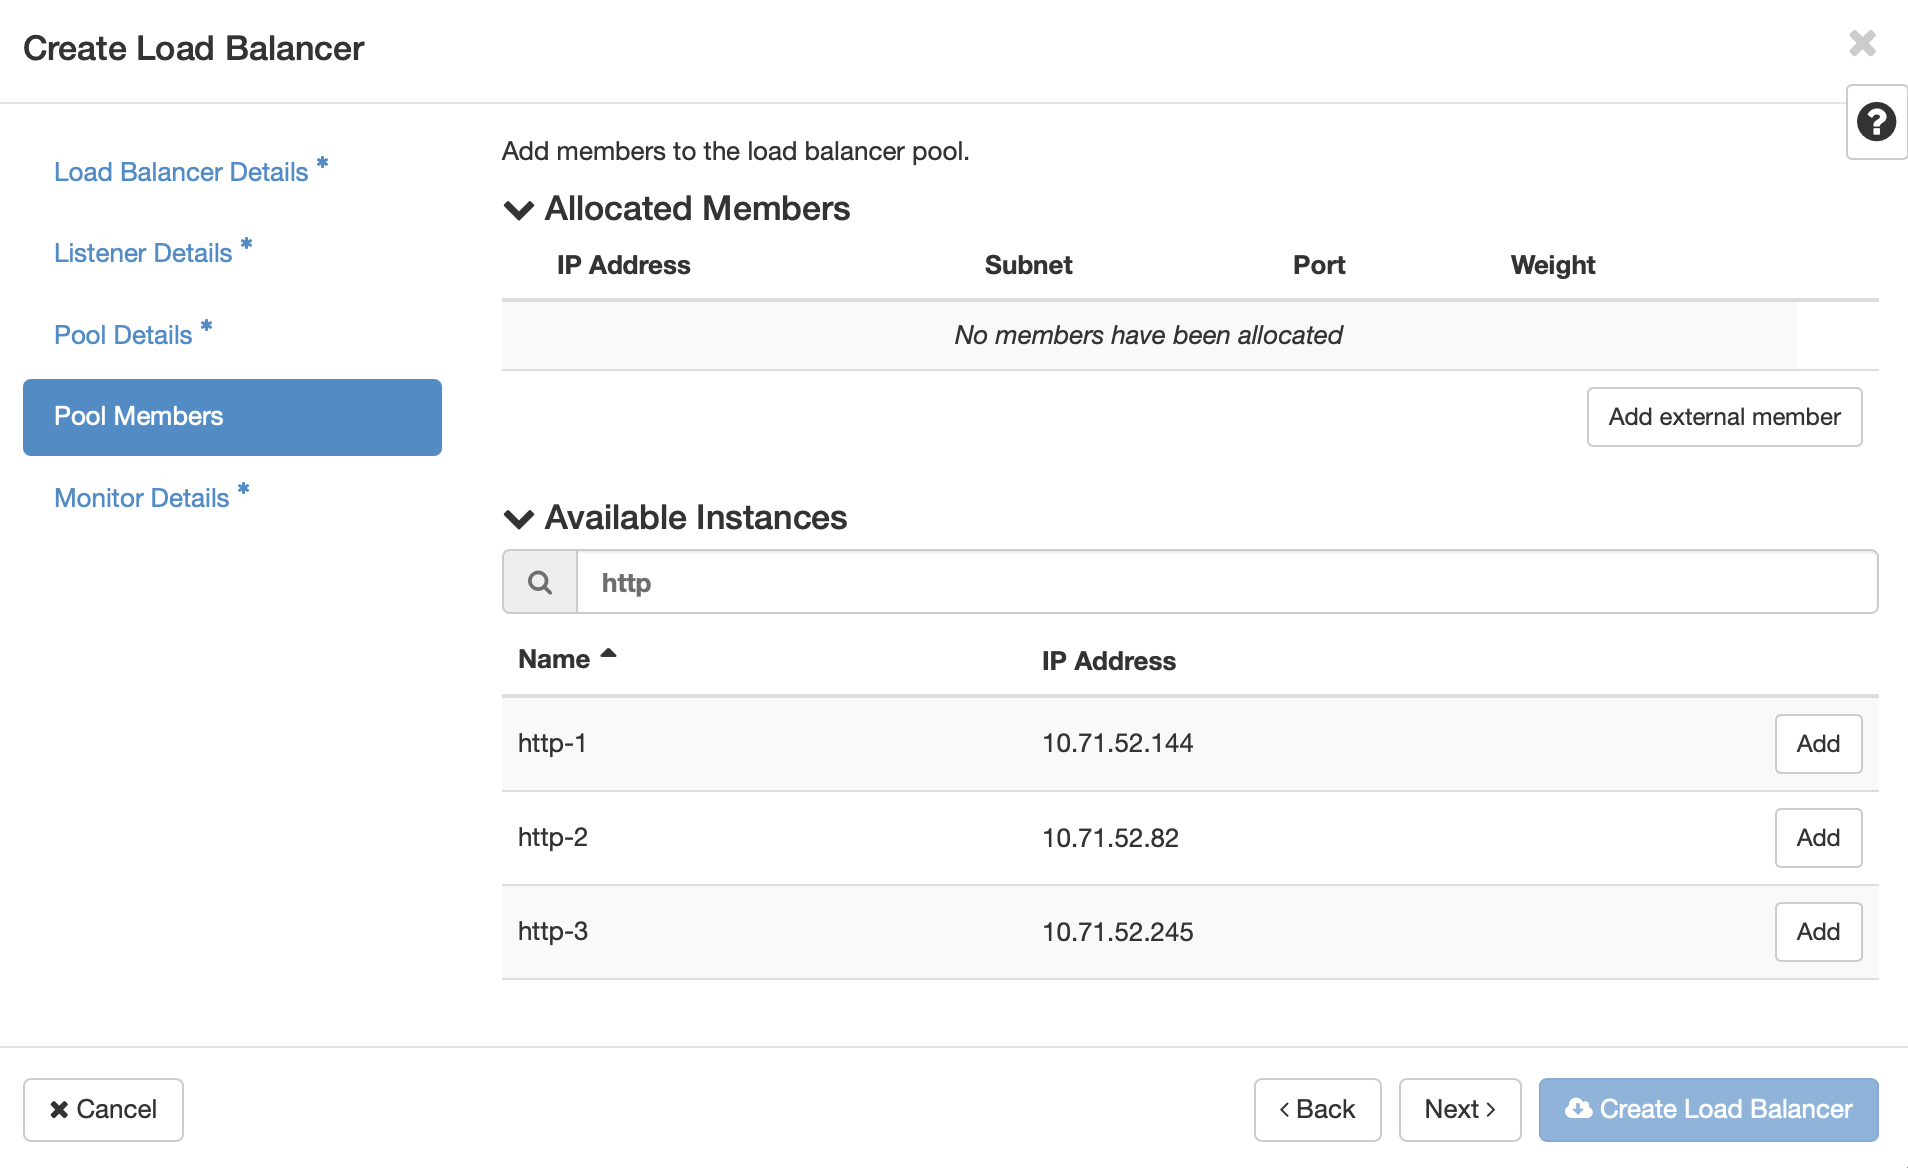 Create Load Balancer
Load Balancer Details *
Listener Details *
Pool Details *
Pool Members
Monitor Details *
Add members to the load balancer pool.
Allocated Members
IP Address Subnet Port Weight
No members have been allocated
Add external member
Available Instances
http
Name IP Address
http-1 10.71.52.144 Add
http-2 10.71.52.82 Add
http-3 10.71.52.245 Add
Cancel
Back
Next
Create Load Balancer